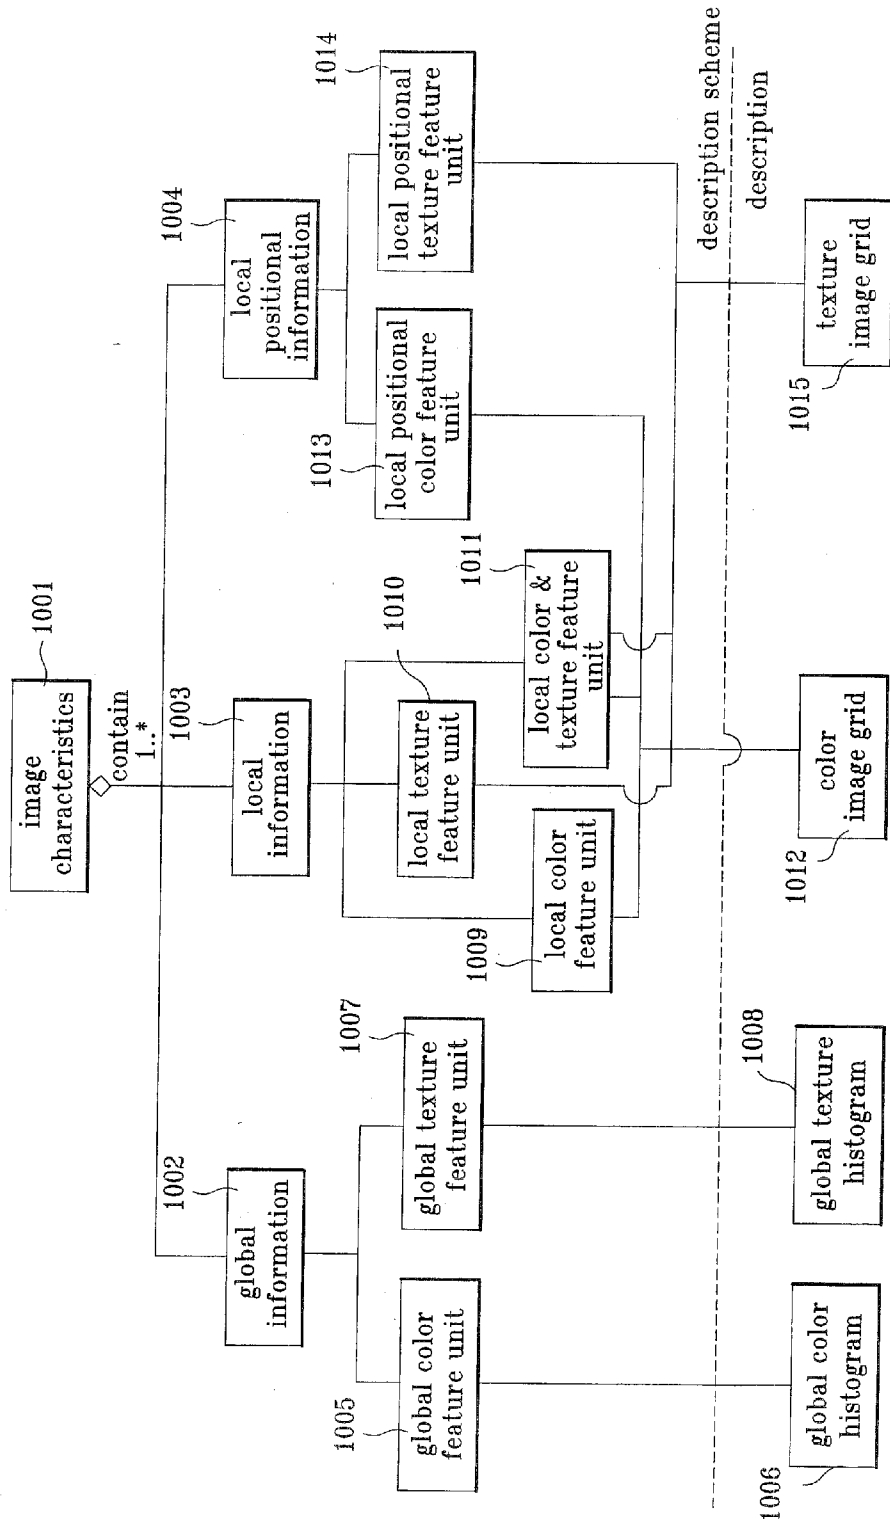 image
characteristics
1001
contain
1..*
global
information
1002
local
information
1003
local
positional
information
1004
global color
feature unit
1005
global texture
feature unit
1007
local color
feature unit
1009
local texture
feature unit
1010
local color &
texture feature
unit
1011
local positional
color feature
unit
1013
local positional
texture feature
unit
1014
description scheme
description
global color
histogram
1006
global texture
histogram
1008
color
image grid
1012
texture
image grid
1015